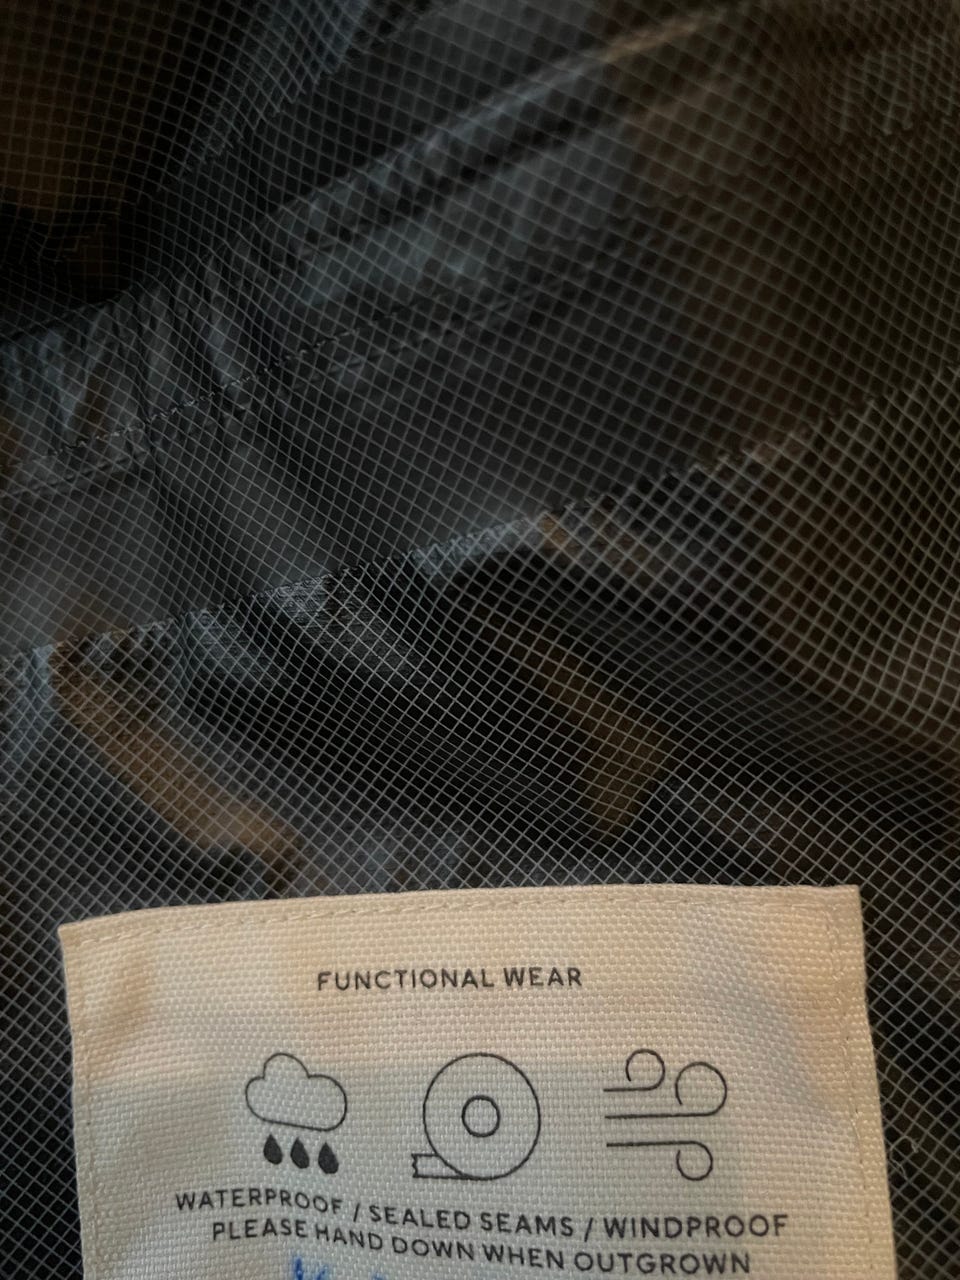 FUNCTIONAL WEAR
WATERPROOF / SEALED SEAMS / WINDPROOF
PLEASE HAND DOWN WHEN OUTGROWN